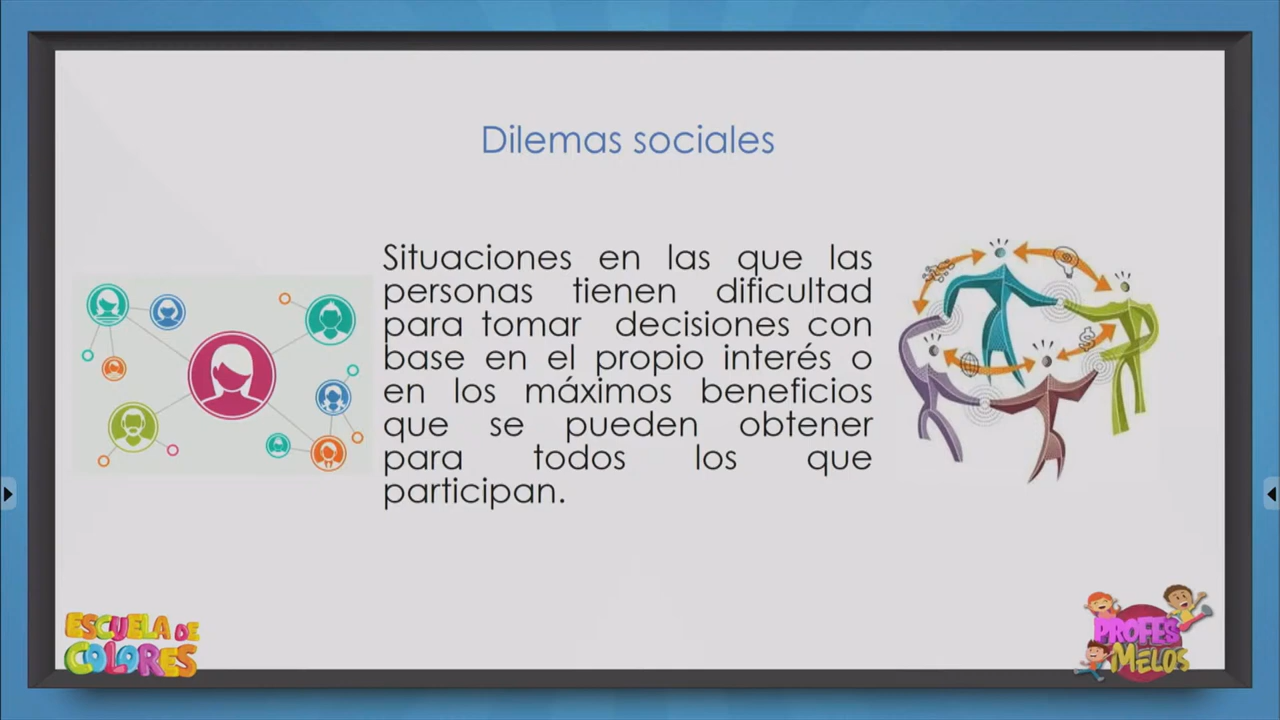 Dilemas sociales
Situaciones en las que las
personas tienen dificultad
para tomar decisiones con
base en el propio interés o
en los máximos beneficios
que se pueden obtener
para todos los que
participan.
ESCUELA DE
COLORES
PROFES
MELOS